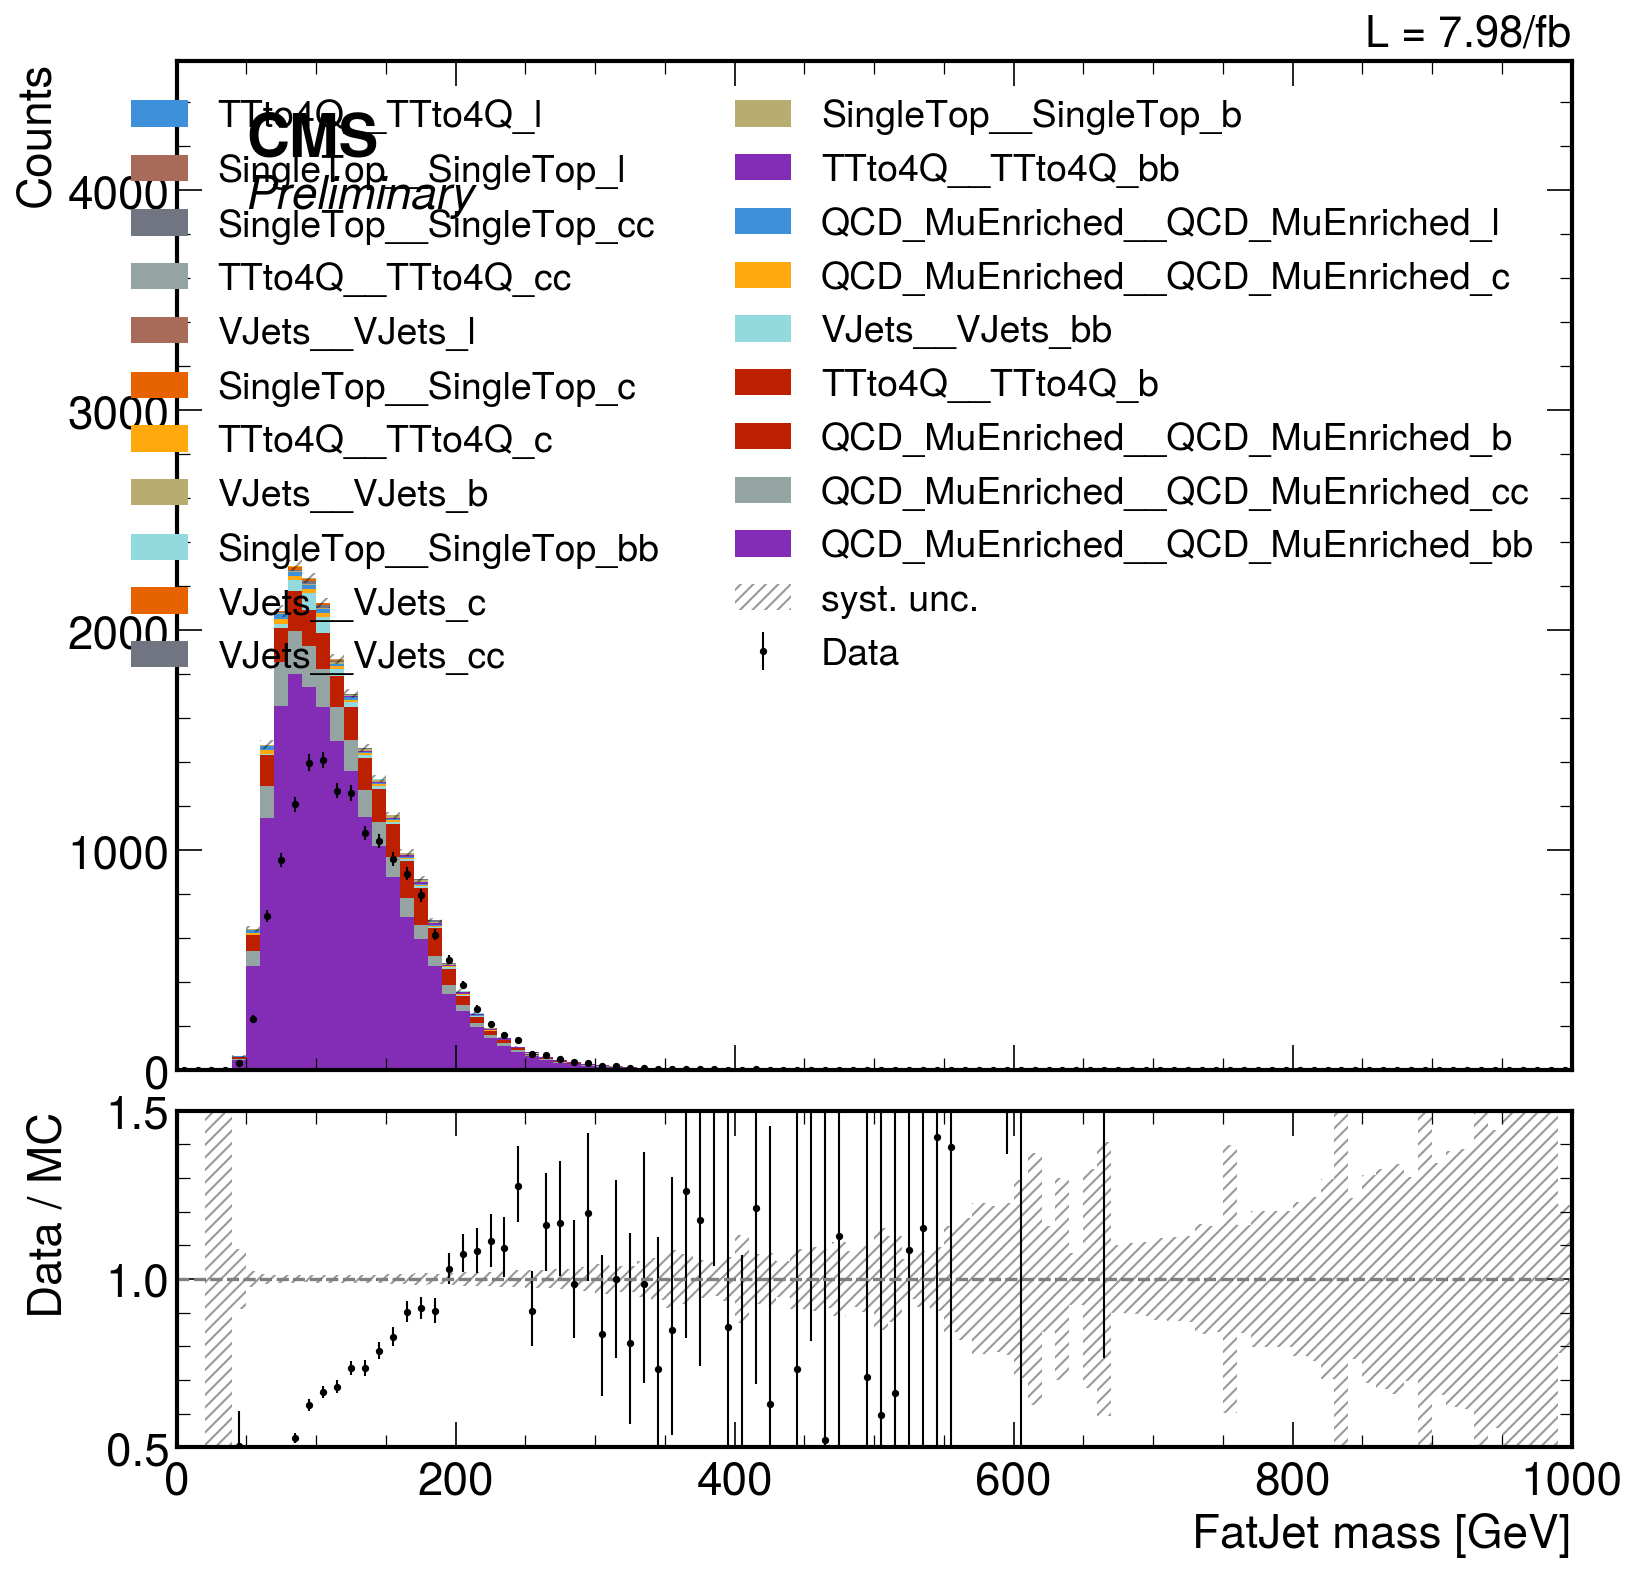 L = 7.98/fb
Counts
CMS
Preliminary
TTto4Q__TTto4Q_l
SingleTop__SingleTop_l
SingleTop__SingleTop_cc
TTto4Q__TTto4Q_cc
VJets__VJets_l
SingleTop__SingleTop_c
TTto4Q__TTto4Q_c
VJets__VJets_b
SingleTop__SingleTop_bb
VJets__VJets_c
VJets__VJets_cc
SingleTop__SingleTop_b
TTto4Q__TTto4Q_bb
QCD_MuEnriched__QCD_MuEnriched_l
QCD_MuEnriched__QCD_MuEnriched_c
VJets__VJets_bb
TTto4Q__TTto4Q_b
QCD_MuEnriched__QCD_MuEnriched_b
QCD_MuEnriched__QCD_MuEnriched_cc
QCD_MuEnriched__QCD_MuEnriched_bb
syst. unc.
Data
4000
3000
2000
1000
0
Data / MC
1.5
1.0
0.5
0 200 400 600 800 1000
FatJet mass [GeV]